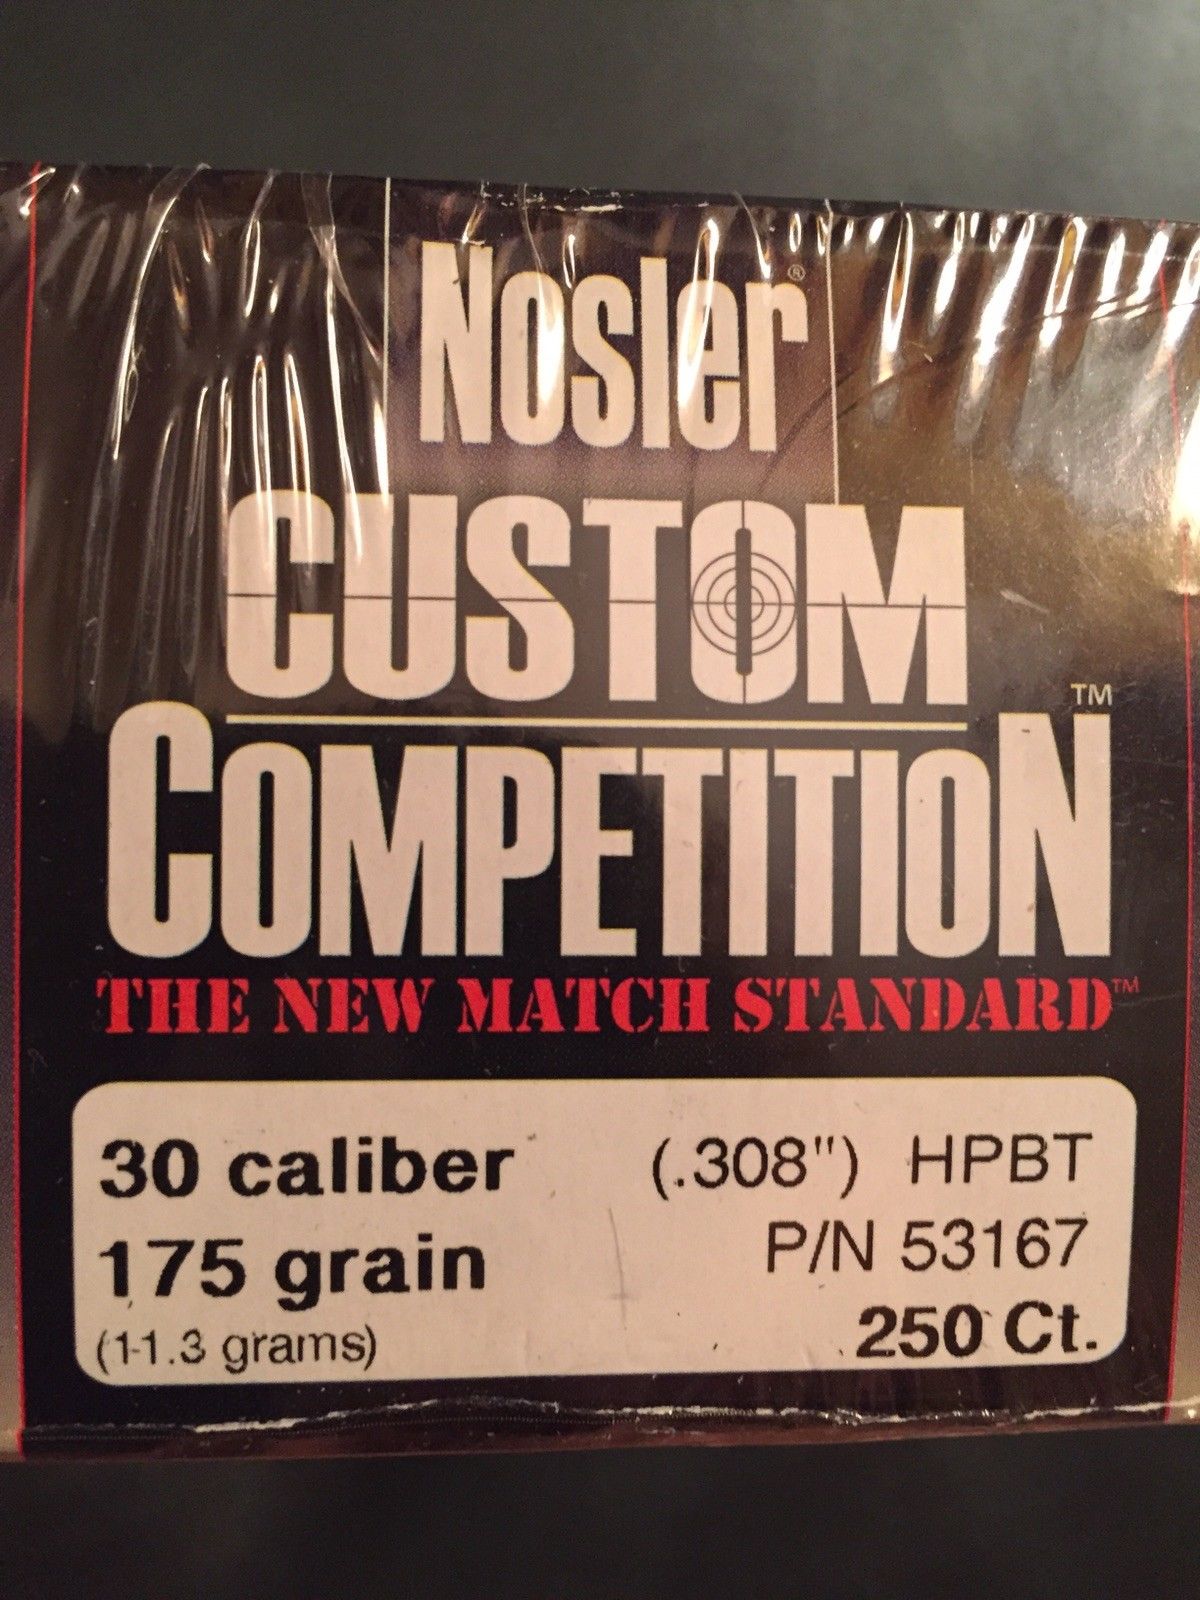 Nosler®
CUSTOM
COMPETITION™
THE NEW MATCH STANDARD™
30 caliber (.308") HPBT
175 grain P/N 53167
(11.3 grams) 250 Ct.